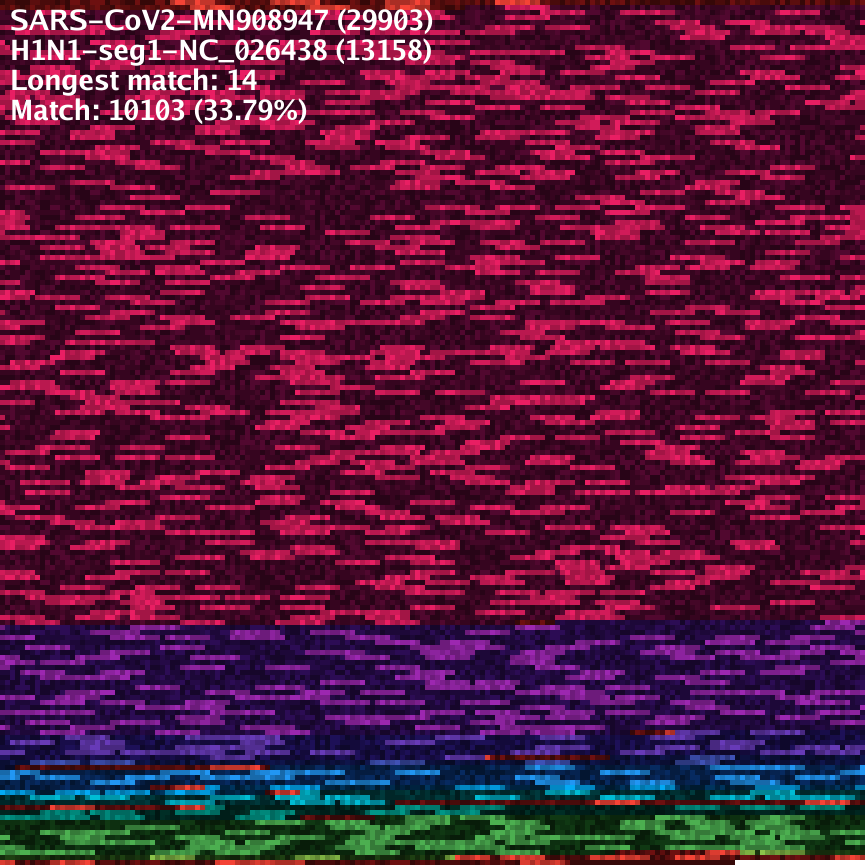 SARS-CoV2-MN908947 (29903)
H1N1-seg1-NC_026438 (13158)
Longest match: 14
Match: 10103 (33.79%)